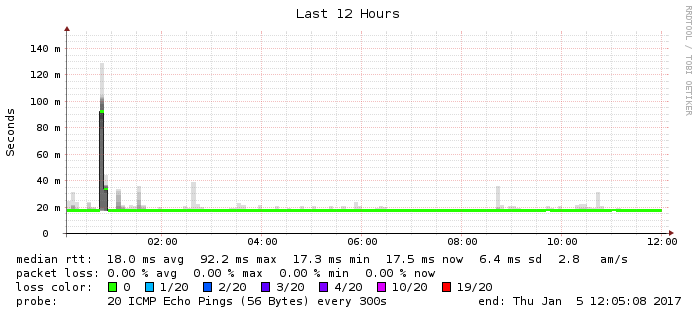 Last 12 Hours
RRDTOOL / TOBI OETIKER
Seconds
140 m
120 m
100 m
80 m
60 m
40 m
20 m
0
02:00 04:00 06:00 08:00 10:00 12:00
median rtt: 18.0 ms avg 92.2 ms max 17.3 ms min 17.5 ms now 6.4 ms sd 2.8 am/s
packet loss: 0.00 % avg 0.00 % max 0.00 % min 0.00 % now
loss color: 0 1/20 2/20 3/20 4/20 10/20 19/20
probe: 20 ICMP Echo Pings (56 Bytes) every 300s end: Thu Jan 5 12:05:08 2017